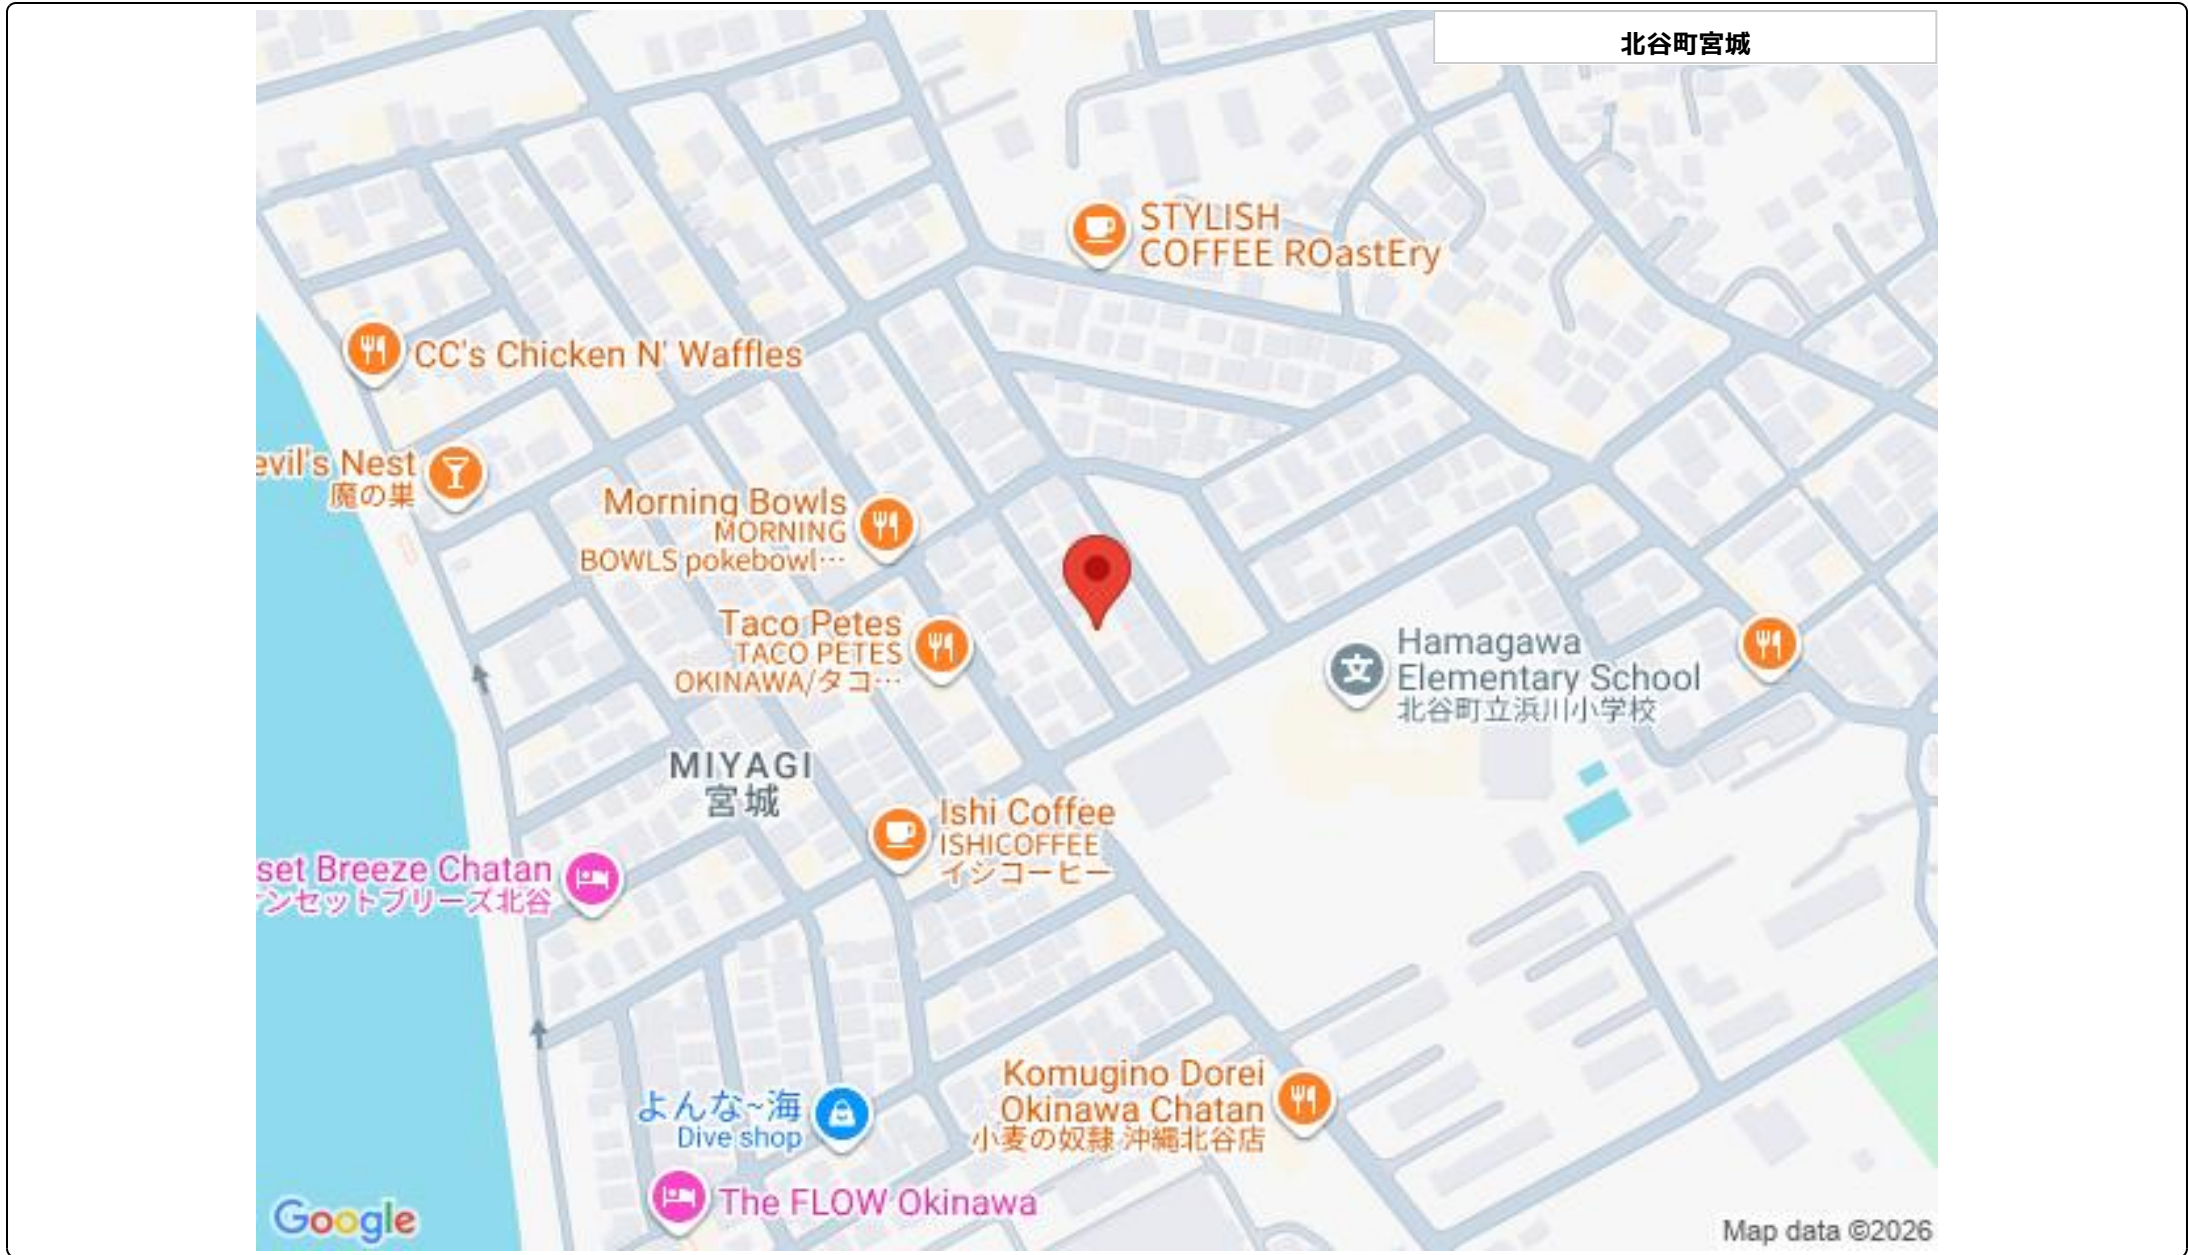 北谷町宮城
STYLISH
COFFEE ROastEry
CC's Chicken N' Waffles
evil's Nest
魔の巣
Morning Bowls
MORNING
BOWLS pokebowl…
Taco Petes
TACO PETES
OKINAWA/タコ…
Hamagawa
Elementary School
北谷町立浜川小学校
MIYAGI
宮城
Ishi Coffee
ISHICOFFEE
イシコーヒー
set Breeze Chatan
ンセットブリーズ北谷
Komugino Dorei
Okinawa Chatan
小麦の奴隷 沖縄北谷店
よんな~海
Dive shop
The FLOW Okinawa
Google
Map data ©2026